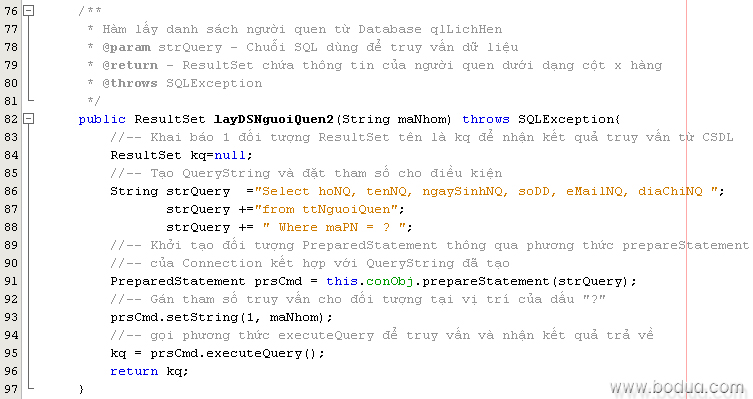 76 /**
77 * Hàm lấy danh sách người quen từ Database qlLichHen
78 * @param strQuery - Chuỗi SQL dùng để truy vấn dữ liệu
79 * @return - ResultSet chứa thông tin của người quen dưới dạng cột x hàng
80 * @throws SQLException
81 */
82 public ResultSet layDSNguoiQuen2(String maNhom) throws SQLException{
83 //-- Khai báo 1 đối tượng ResultSet tên là kq để nhận kết quả truy vấn từ CSDL
84 ResultSet kq=null;
85 //-- Tạo QueryString và đặt tham số cho điều kiện
86 String strQuery ="Select hoNQ, tenNQ, ngaySinhNQ, soDD, eMailNQ, diaChiNQ ";
87 strQuery +="from ttNguoiQuen";
88 strQuery += " Where maPN = ? ";
89 //-- Khởi tạo đối tượng PreparedStatement thông qua phương thức prepareStatement
90 //-- của Connection kết hợp với QueryString đã tạo
91 PreparedStatement prsCmd = this.conObj.prepareStatement(strQuery);
92 //-- Gán tham số truy vấn cho đối tượng tại vị trí của dấu "?"
93 prsCmd.setString(1, maNhom);
94 //-- gọi phương thức executeQuery để truy vấn và nhận kết quả trả về
95 kq = prsCmd.executeQuery();
96 return kq;
97 }
www.bodua.com